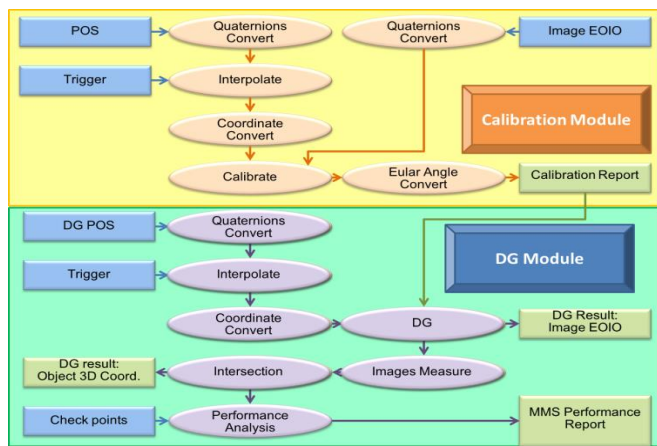 POS
Quaternions
Convert
Quaternions
Convert
Image EOIO
Trigger
Interpolate
Coordinate
Convert
Calibration Module
Calibrate
Eular Angle
Convert
Calibration Report
DG POS
Quaternions
Convert
DG Module
Trigger
Interpolate
Coordinate
Convert
DG
DG Result:
Image EOIO
DG result:
Object 3D Coord.
Intersection
Images Measure
Check points
Performance
Analysis
MMS Performance
Report